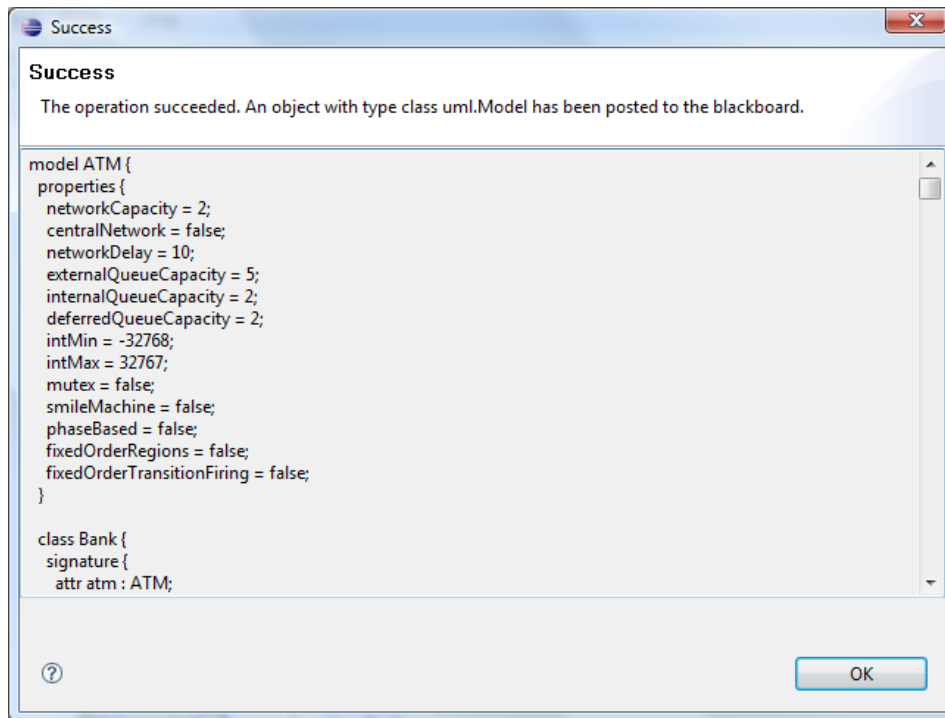 Success
Success
The operation succeeded. An object with type class uml.Model has been posted to the blackboard.
model ATM {
properties {
networkCapacity = 2;
centralNetwork = false;
networkDelay = 10;
externalQueueCapacity = 5;
internalQueueCapacity = 2;
deferredQueueCapacity = 2;
intMin = -32768;
intMax = 32767;
mutex = false;
smileMachine = false;
phaseBased = false;
fixedOrderRegions = false;
fixedOrderTransitionFiring = false;
}
class Bank {
signature {
attr atm : ATM;
OK